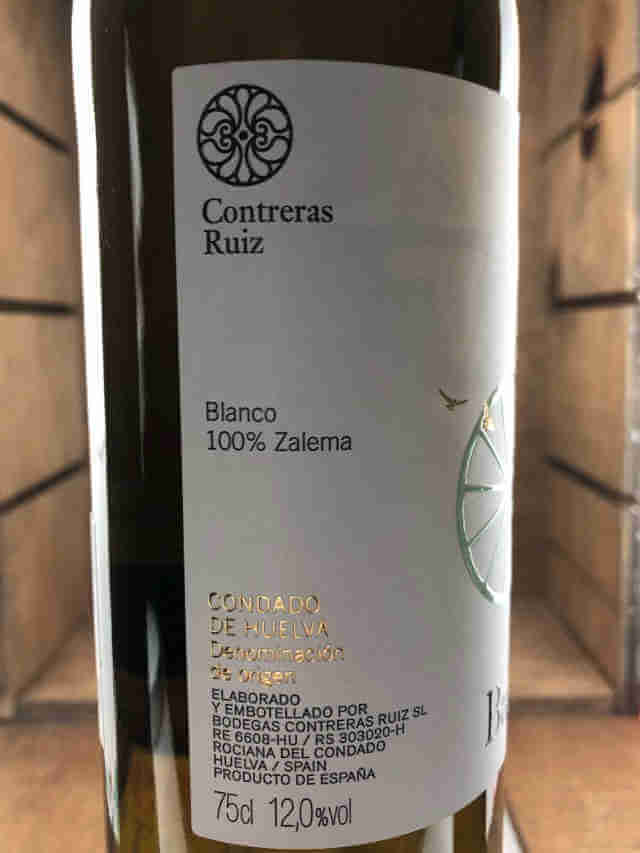 Contreras
Ruiz
Blanco
100% Zalema
CONDADO
DE HUELVA
Denominación
de origen
ELABORADO
Y EMBOTELLADO POR
BODEGAS CONTRERAS RUIZ SL
RE 6608-HU / RS 303020-H
ROCIANA DEL CONDADO
HUELVA / SPAIN
PRODUCTO DE ESPAÑA
75cl 12,0%vol